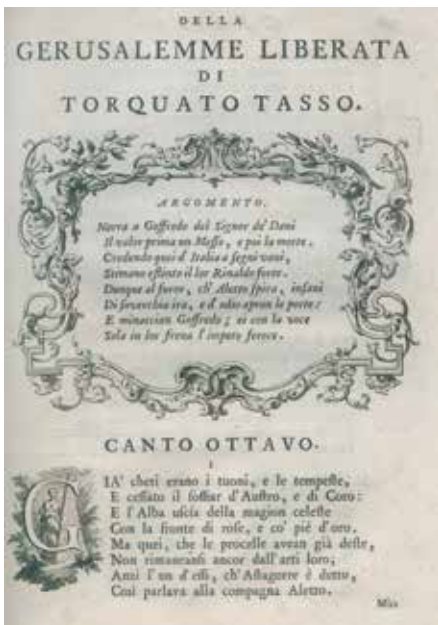 DELLA
GERUSALEMME LIBERATA
DI
TORQUATO TASSO.
ARGOMENTO.
Narra a Goffredo del Signor de' Dani
Il valor prima un Messo, e poi la morte.
Credendo quei d'Italia a segni vani,
Stimano estinto il lor Rinaldo forte.
Dunque al furor, ch'Aletto spira, insani
Di soverchia ira, e d'odio apron le porte:
E minaccian Goffredo; ei con la voce
Sola in lor frena l'impeto feroce.
CANTO OTTAVO.
I
GIA' cheti erano i tuoni, e le tempeste,
E cessato il soffiar d'Austro, e di Coro:
E l'Alba uscia della magion celeste
Con la fronte di rose, e co' piè d'oro.
Ma quei, che le procelle avean già deste,
Non rimaneansi ancor dall'arti loro;
Anzi l'un d'essi, ch'Astagorre è detto,
Così parlava alla compagna Aletto.